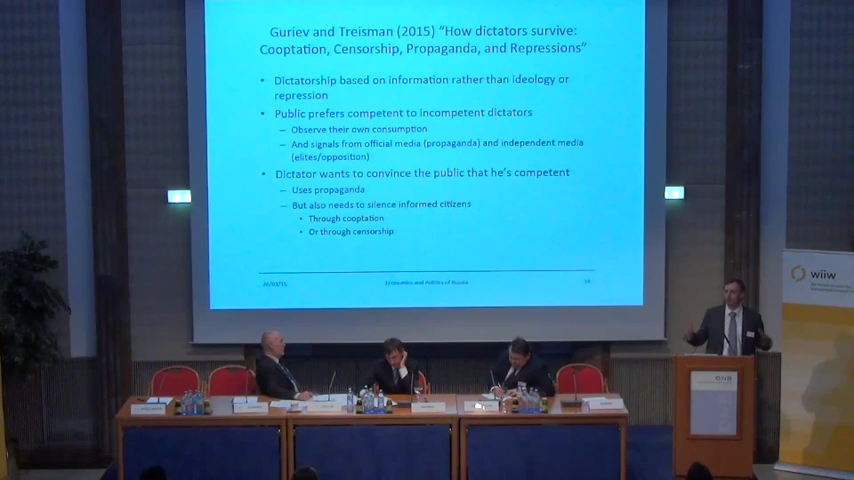 Guriev and Treisman (2015) “How dictators survive:
Cooptation, Censorship, Propaganda, and Repressions”
• Dictatorship based on information rather than ideology or
repression
• Public prefers competent to incompetent dictators
– Observe their own consumption
– And signals from official media (propaganda) and independent media
(elites/opposition)
• Dictator wants to convince the public that he's competent
– Uses propaganda
– But also needs to silence informed citizens
• Through cooptation
• Or through censorship
Economics and Politics of Russia
wiiw